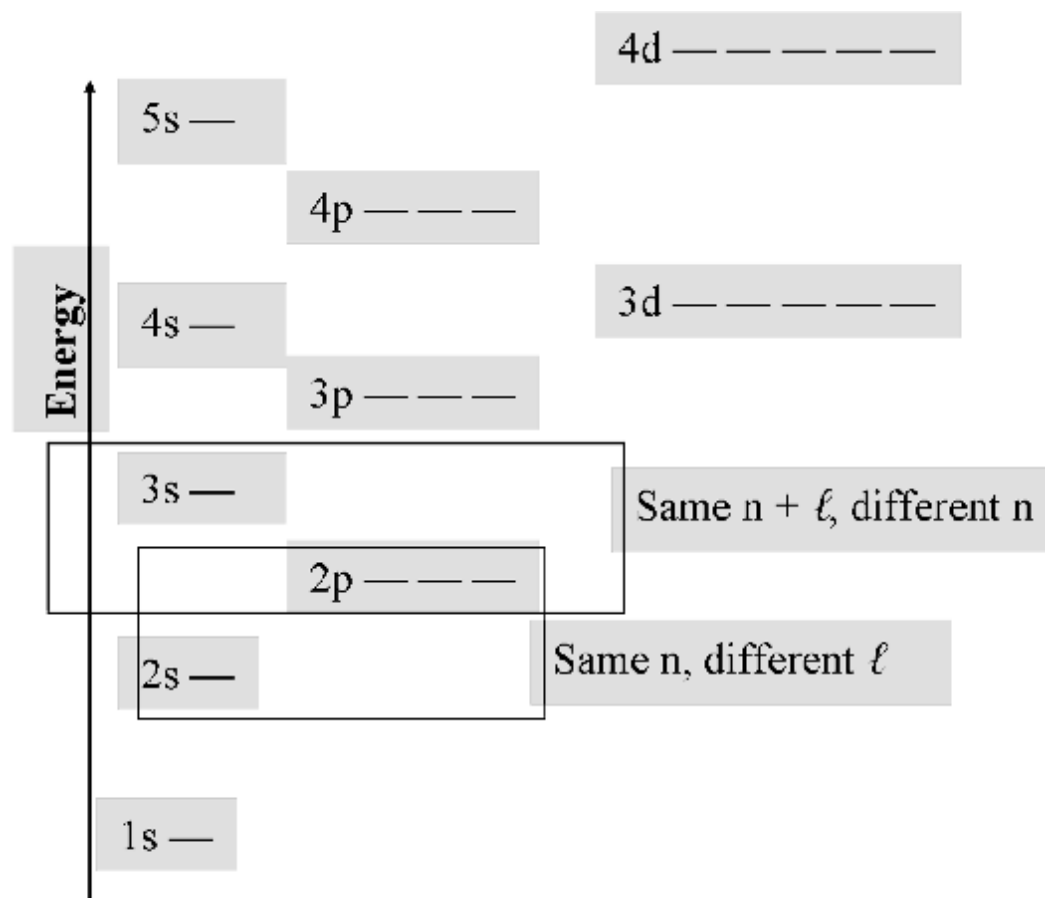 4d — — — — —
5s —
4p — — —
3d — — — — —
4s —
Energy
3p — — —
3s —
Same n + ℓ, different n
2p — — —
2s —
Same n, different ℓ
1s —